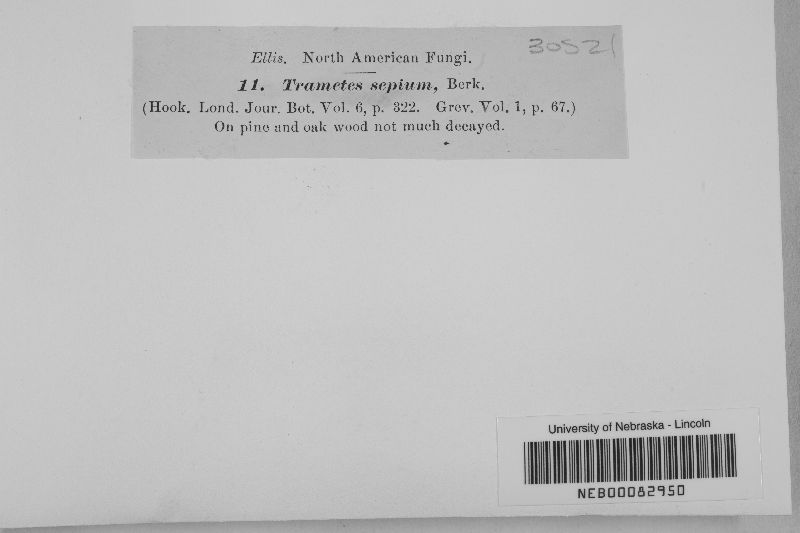 Ellis. North American Fungi.
30521
11. Trametes sepium, Berk.
(Hook. Lond. Jour. Bot. Vol. 6, p. 322. Grev. Vol. 1, p. 67.)
On pine and oak wood not much decayed.
University of Nebraska - Lincoln
NEB00082950